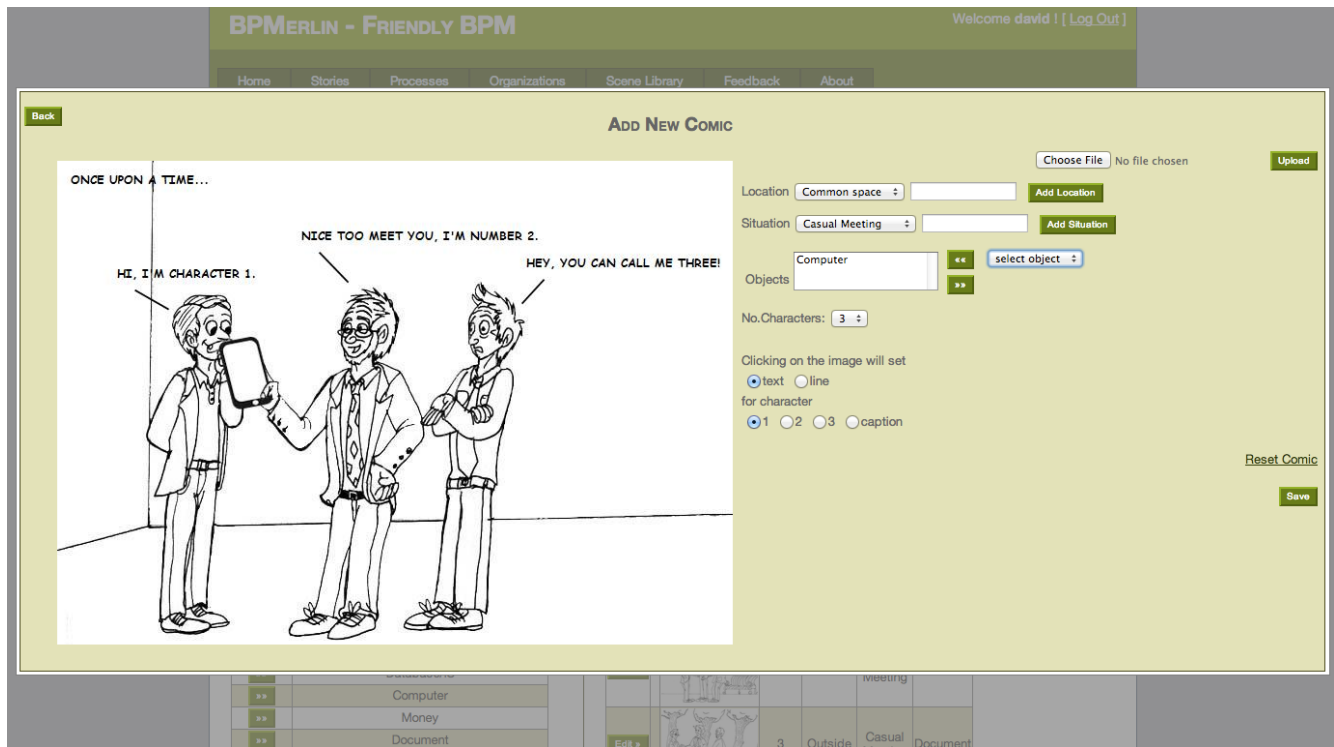 BPMERLIN - FRIENDLY BPM
Welcome david ! [ Log Out ]
Home Stories Processes Organizations Scene Library Feedback About
Back
ADD NEW COMIC
Choose File No file chosen Upload
ONCE UPON A TIME...
NICE TOO MEET YOU, I'M NUMBER 2.
HEY, YOU CAN CALL ME THREE!
HI, I'M CHARACTER 1.
Location Common space Add Location
Situation Casual Meeting Add Situation
Objects Computer «« select object
»»
No.Characters: 3
Clicking on the image will set
text line
for character
1 2 3 caption
Reset Comic
Save
»» Meeting
»» Computer
»» Money
»» Document
Edit » 3 Outside Casual Document